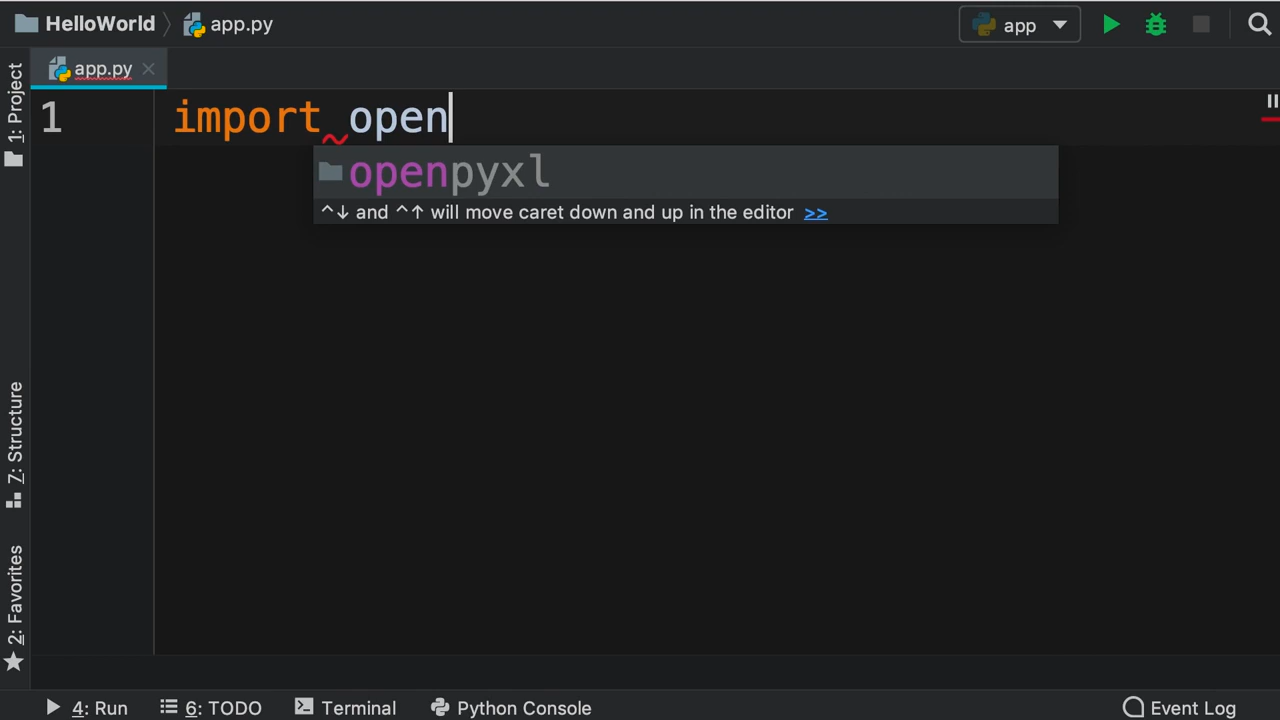 HelloWorld app.py
app
app.py
1: Project
1 import open
openpyxl
^↓ and ^↑ will move caret down and up in the editor >>
7: Structure
2: Favorites
4: Run 6: TODO Terminal Python Console Event Log